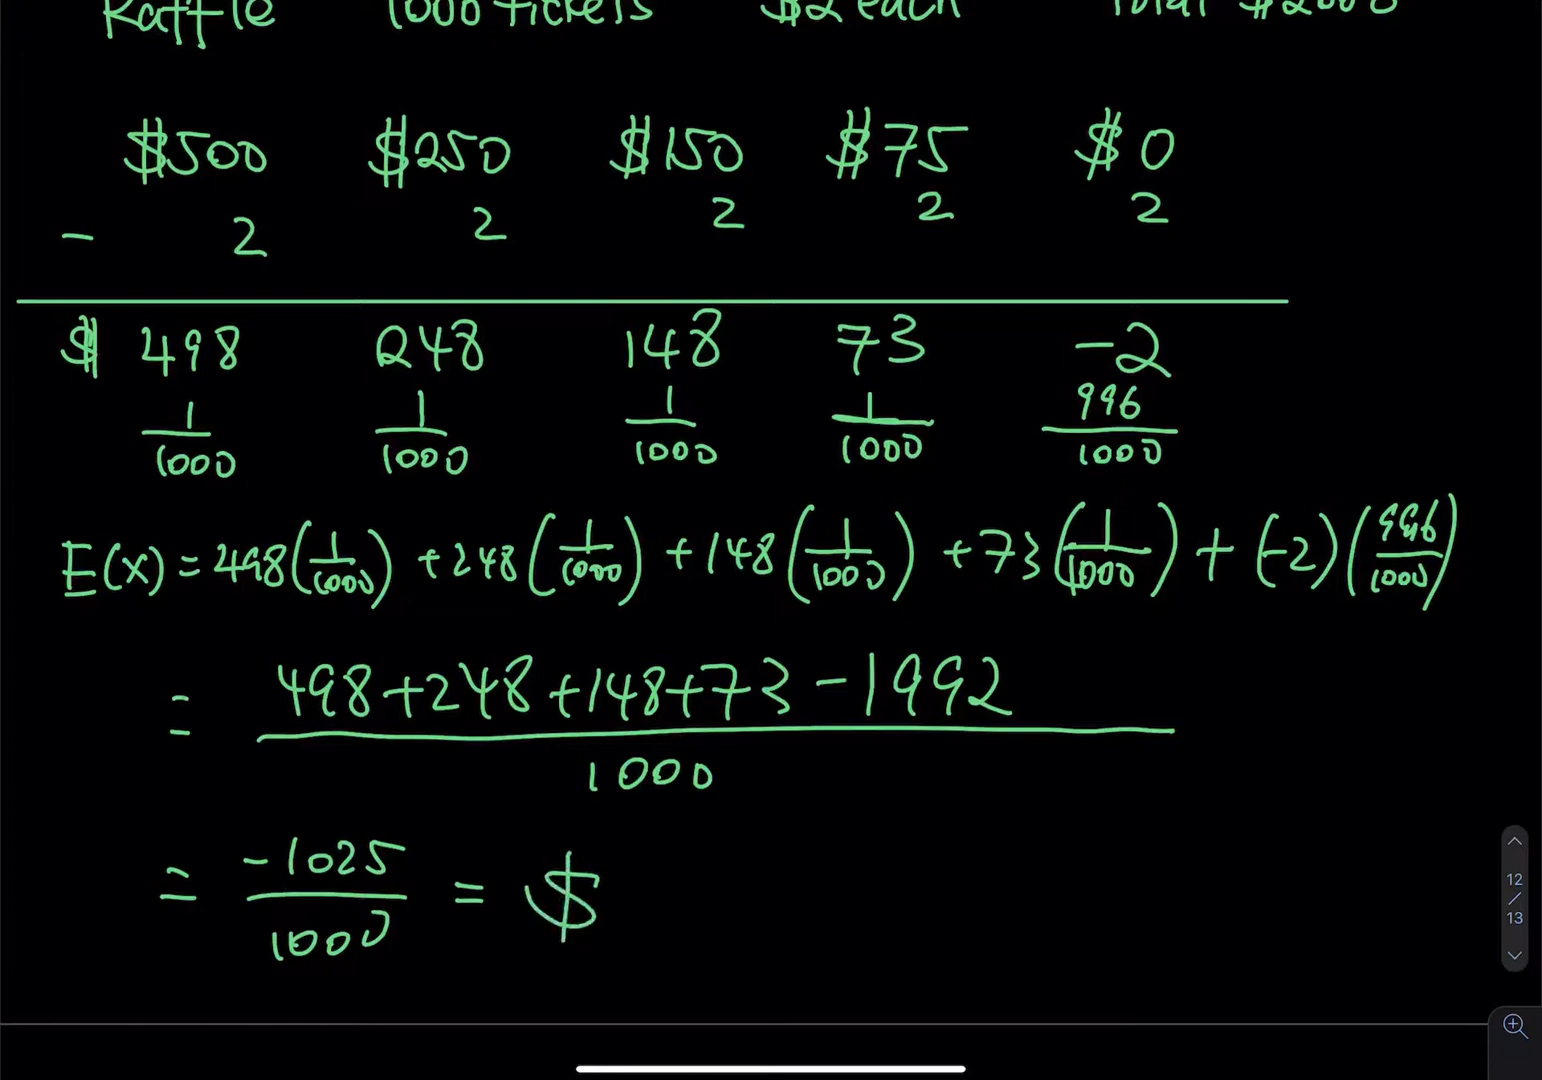 Raffle 1000 tickets $2 each Total $2000
$500 $250 $150 $75 $0
- 2 2 2 2 2
$ 498 248 148 73 -2
1/1000 1/1000 1/1000 1/1000 996/1000
E(x) = 498(1/1000) + 248(1/1000) + 148(1/1000) + 73(1/1000) + (-2)(996/1000)
= (498+248+148+73-1992)/1000
= -1025/1000 = $
12
/
13